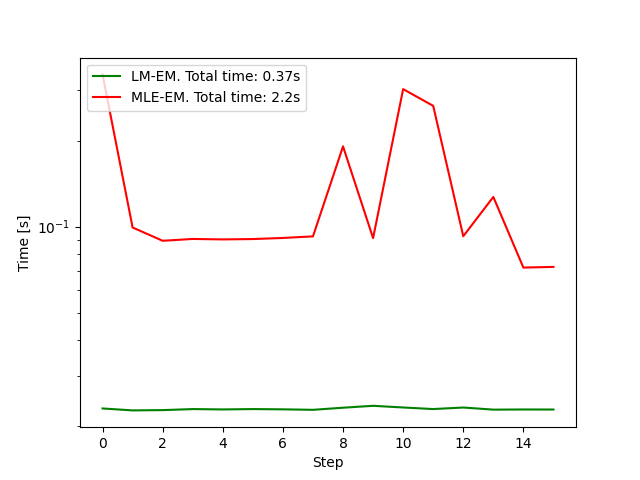 LM-EM. Total time: 0.37s
MLE-EM. Total time: 2.2s
Time [s]
10⁻¹
0 2 4 6 8 10 12 14
Step